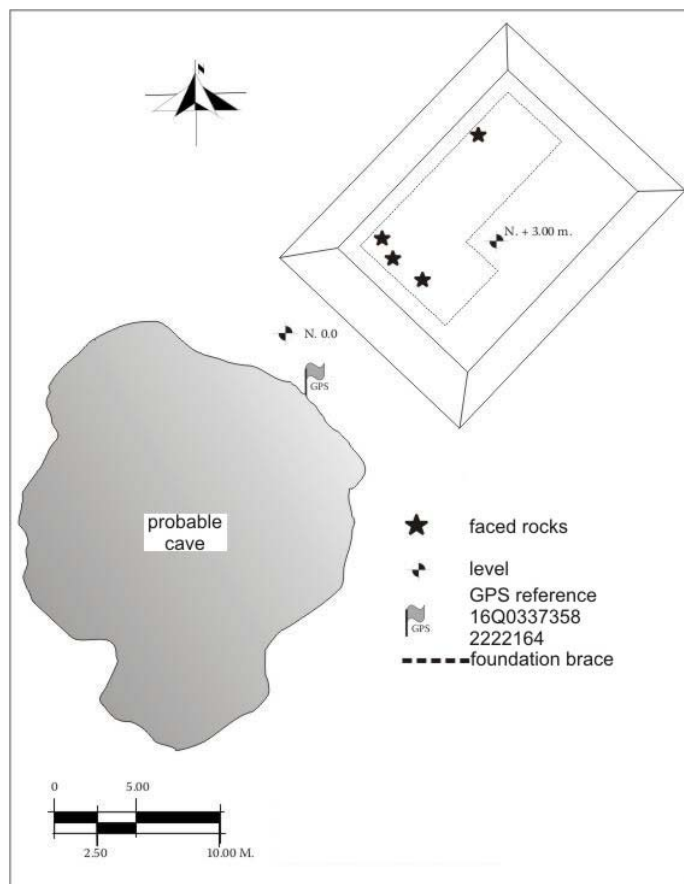 N
N. + 3.00 m.
N. 0.0
GPS
probable
cave
faced rocks
level
GPS reference
16Q0337358
GPS
2222164
foundation brace
0
5.00
2.50
10.00 M.